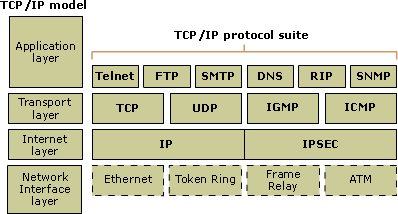 TCP/IP model
TCP/IP protocol suite
Application
layer
Telnet FTP SMTP DNS RIP SNMP
Transport
layer
TCP UDP IGMP ICMP
Internet
layer
IP IPSEC
Network
Interface
layer
Ethernet Token Ring Frame
Relay ATM